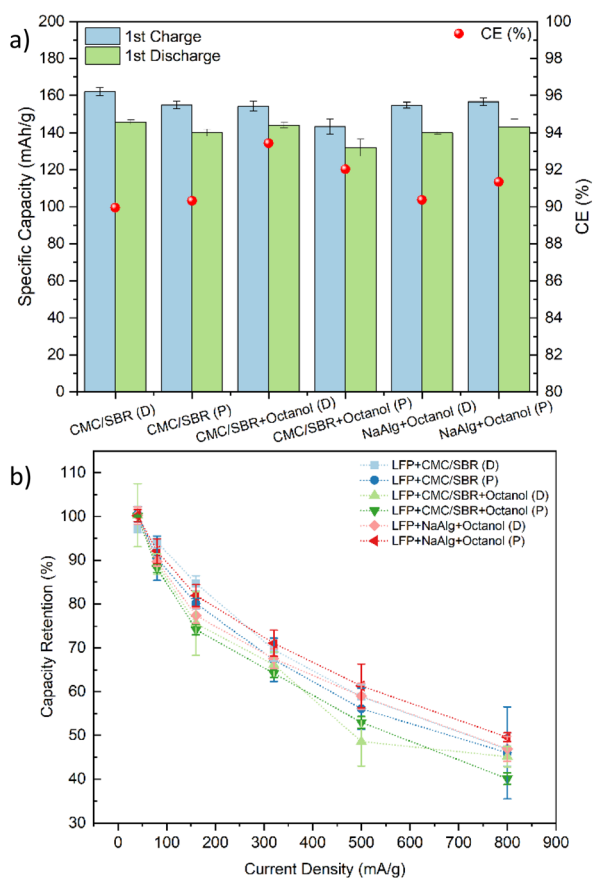 a)
200
180
160
140
120
100
80
60
40
20
0
Specific Capacity (mAh/g)
1st Charge
1st Discharge
CE (%)
100
98
96
94
92
90
88
86
84
82
80
CE (%)
CMC/SBR (D)
CMC/SBR (P)
CMC/SBR+Octanol (D)
CMC/SBR+Octanol (P)
NaAlg+Octanol (D)
NaAlg+Octanol (P)
b)
110
100
90
80
70
60
50
40
30
Capacity Retention (%)
LFP+CMC/SBR (D)
LFP+CMC/SBR (P)
LFP+CMC/SBR+Octanol (D)
LFP+CMC/SBR+Octanol (P)
LFP+NaAlg+Octanol (D)
LFP+NaAlg+Octanol (P)
0 100 200 300 400 500 600 700 800 900
Current Density (mA/g)